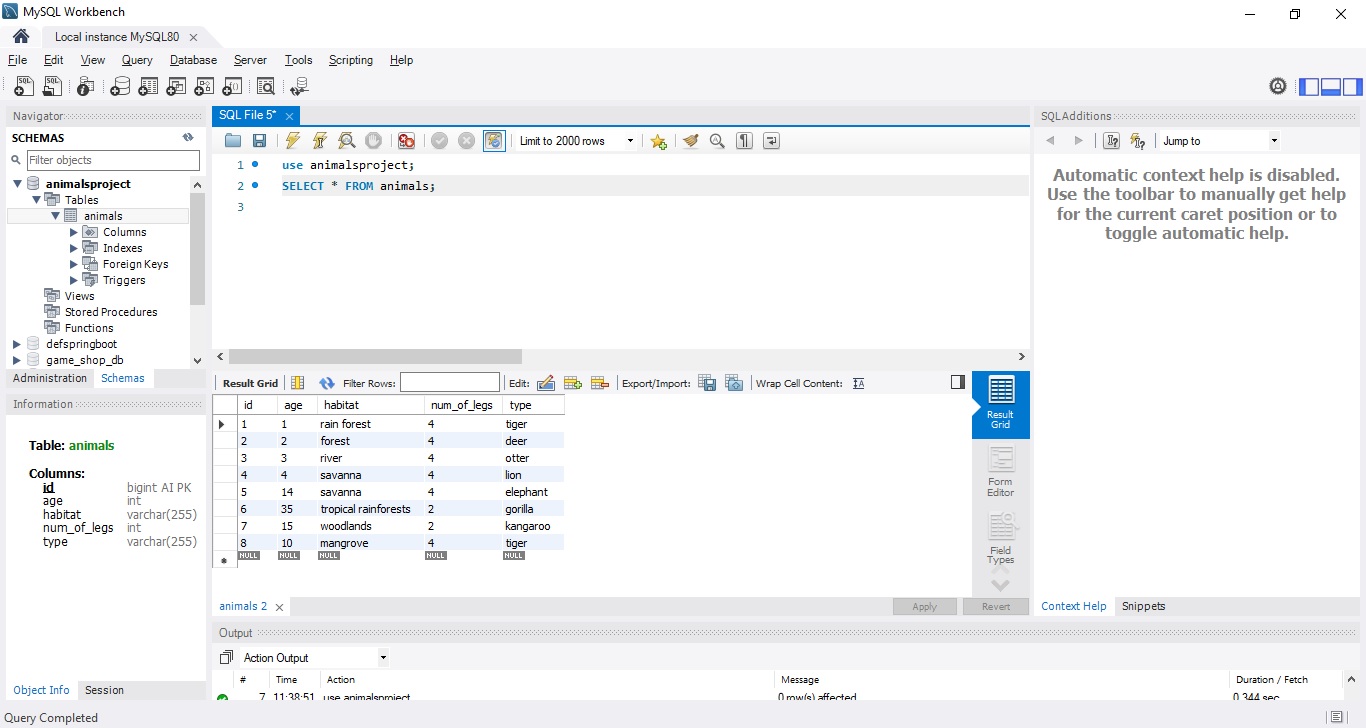 MySQL Workbench
Local instance MySQL80
File Edit View Query Database Server Tools Scripting Help
Navigator
SCHEMAS
Filter objects
animalsproject
Tables
animals
Columns
Indexes
Foreign Keys
Triggers
Views
Stored Procedures
Functions
defspringboot
game_shop_db
Administration Schemas
Information
Table: animals
Columns:
id bigint AI PK
age int
habitat varchar(255)
num_of_legs int
type varchar(255)
Object Info Session
SQL File 5*
Limit to 2000 rows
1 use animalsproject;
2 SELECT * FROM animals;
3
Result Grid Filter Rows: Edit: Export/Import: Wrap Cell Content:
id age habitat num_of_legs type
1 1 rain forest 4 tiger
2 2 forest 4 deer
3 3 river 4 otter
4 4 savanna 4 lion
5 14 savanna 4 elephant
6 35 tropical rainforests 2 gorilla
7 15 woodlands 2 kangaroo
8 10 mangrove 4 tiger
NULL NULL NULL NULL NULL
Result
Grid
Form
Editor
Field
Types
animals 2
Apply Revert
SQLAdditions
Jump to
Automatic context help is disabled.
Use the toolbar to manually get help
for the current caret position or to
toggle automatic help.
Context Help Snippets
Output
Action Output
# Time Action Message Duration / Fetch
7 11:38:51 use animalsproject 0 row(s) affected 0.344 sec
Query Completed